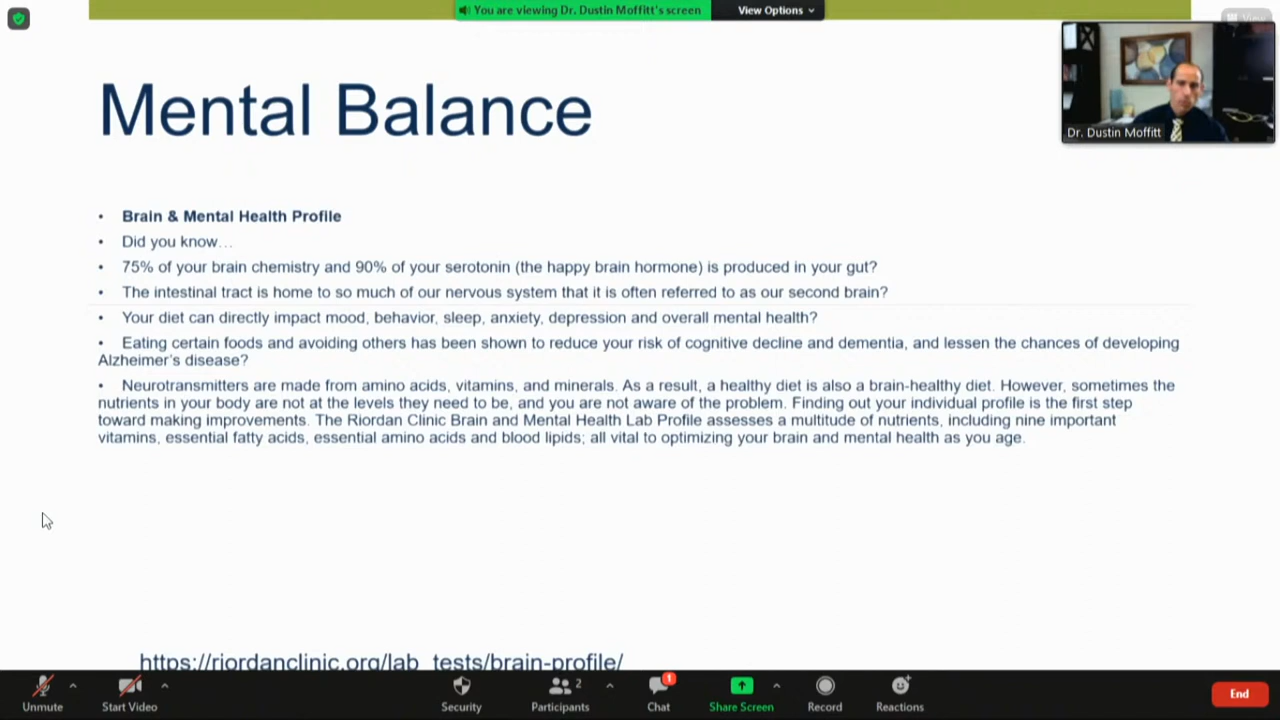 You are viewing Dr. Dustin Moffitt's screen
View Options
View
Mental Balance
Dr. Dustin Moffitt
• Brain & Mental Health Profile
• Did you know…
• 75% of your brain chemistry and 90% of your serotonin (the happy brain hormone) is produced in your gut?
• The intestinal tract is home to so much of our nervous system that it is often referred to as our second brain?
• Your diet can directly impact mood, behavior, sleep, anxiety, depression and overall mental health?
• Eating certain foods and avoiding others has been shown to reduce your risk of cognitive decline and dementia, and lessen the chances of developing
Alzheimer's disease?
• Neurotransmitters are made from amino acids, vitamins, and minerals. As a result, a healthy diet is also a brain-healthy diet. However, sometimes the
nutrients in your body are not at the levels they need to be, and you are not aware of the problem. Finding out your individual profile is the first step
toward making improvements. The Riordan Clinic Brain and Mental Health Lab Profile assesses a multitude of nutrients, including nine important
vitamins, essential fatty acids, essential amino acids and blood lipids; all vital to optimizing your brain and mental health as you age.
https://riordanclinic.org/lab_tests/brain-profile/
Unmute
Start Video
Security
2
Participants
1
Chat
Share Screen
Record
Reactions
End